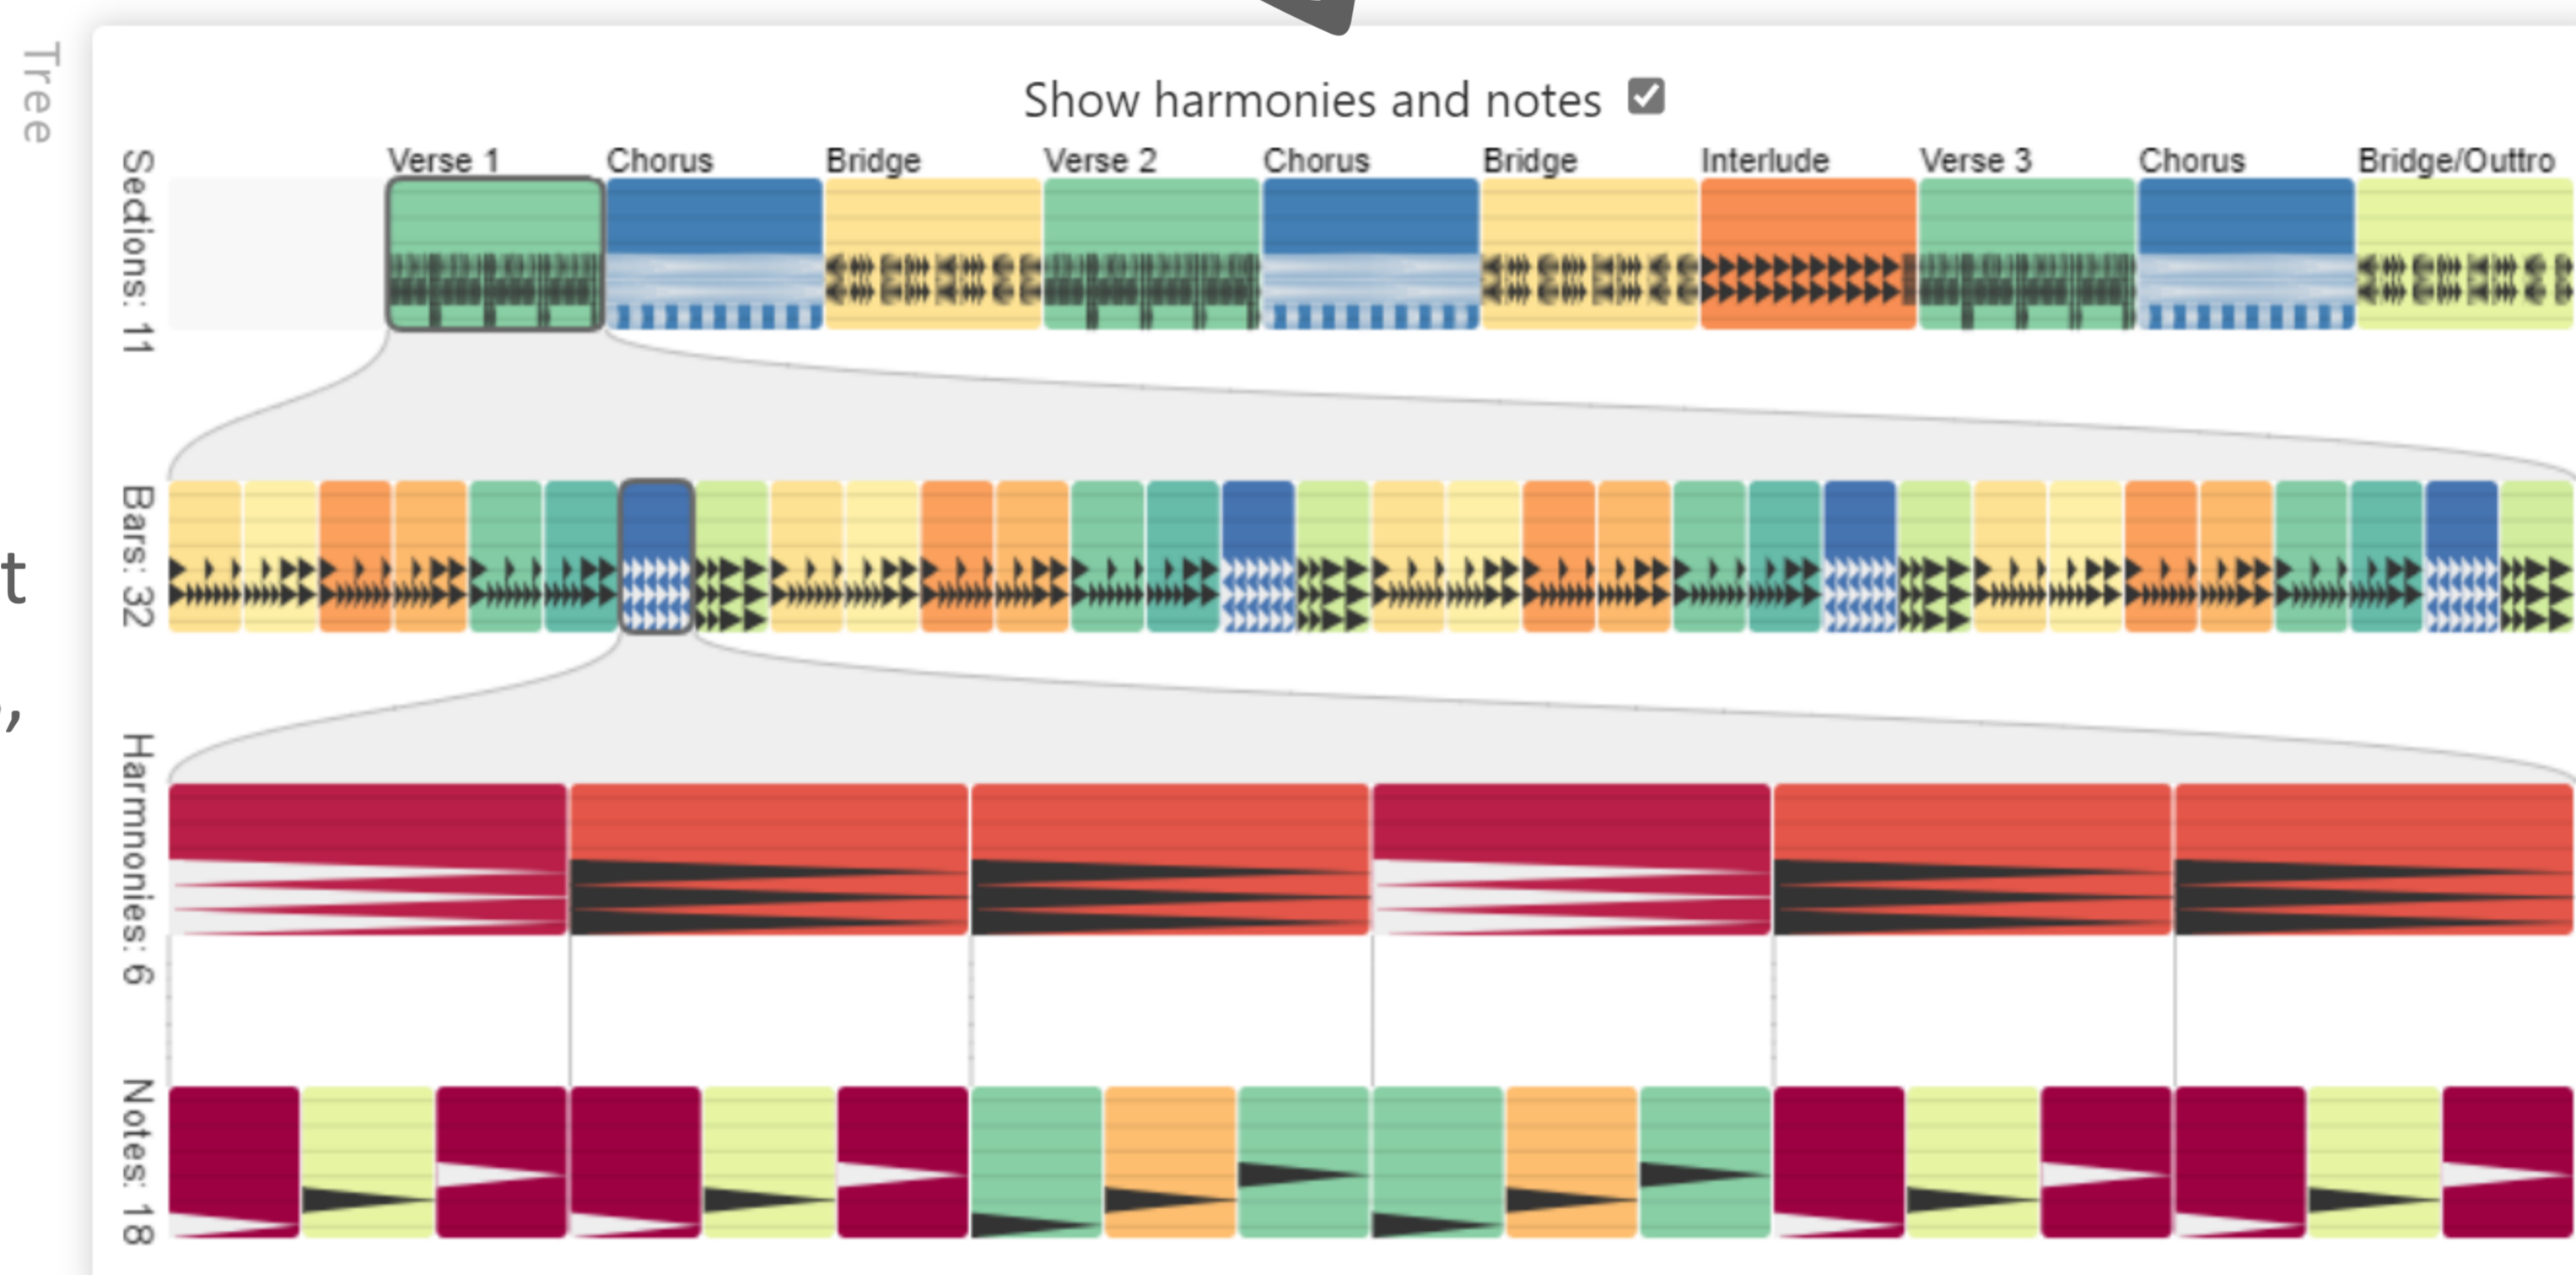 Tree
Show harmonies and notes
Verse 1 Chorus Bridge Verse 2 Chorus Bridge Interlude Verse 3 Chorus Bridge/Outtro
Sections: 11
t
Bars: 32
,
Harmnonies: 6
Notes: 18